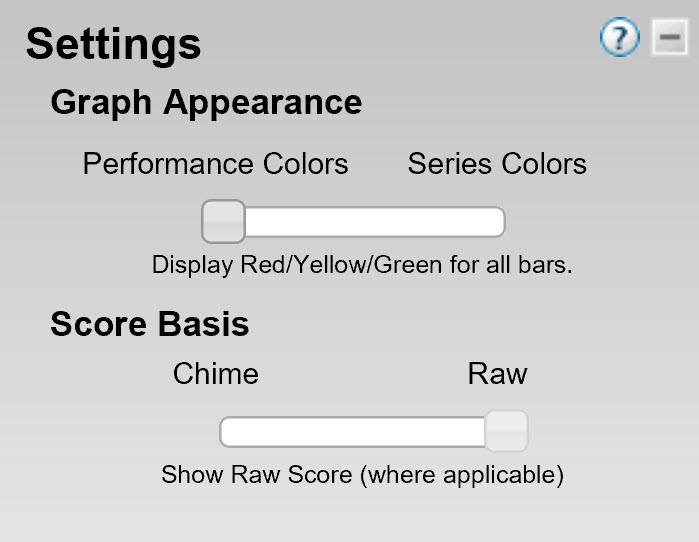 Settings
?
Graph Appearance
Performance Colors Series Colors
Display Red/Yellow/Green for all bars.
Score Basis
Chime Raw
Show Raw Score (where applicable)